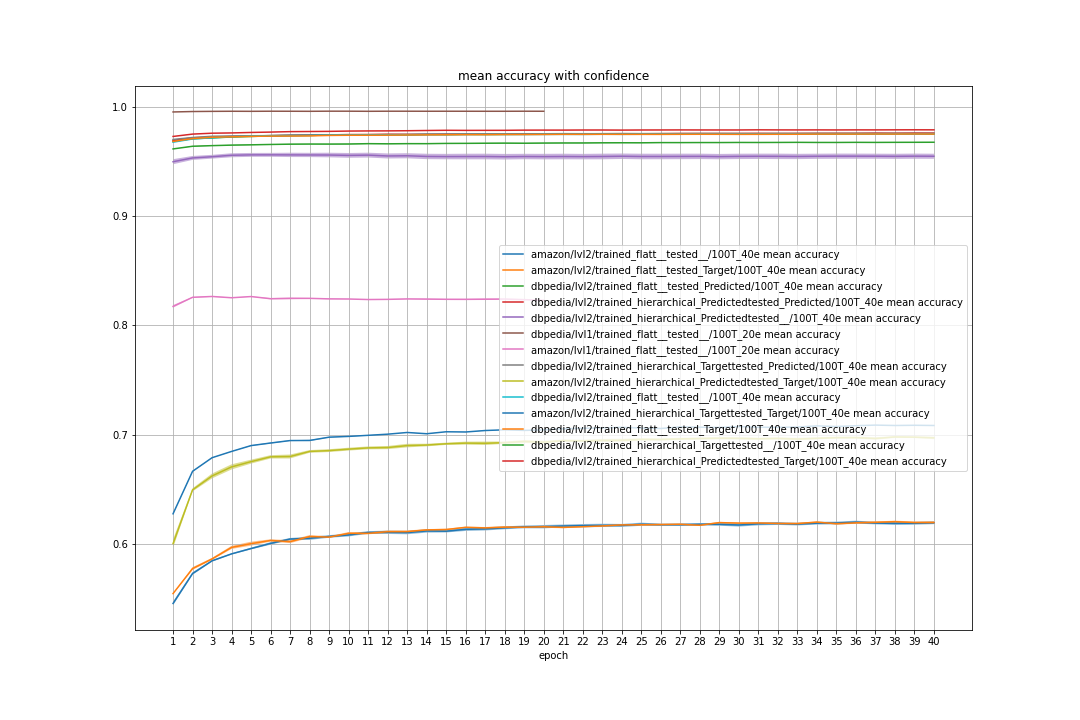 mean accuracy with confidence
1.0
0.9
0.8
0.7
0.6
amazon/lvl2/trained_flatt__tested__/100T_40e mean accuracy
amazon/lvl2/trained_flatt__tested_Target/100T_40e mean accuracy
dbpedia/lvl2/trained_flatt__tested_Predicted/100T_40e mean accuracy
dbpedia/lvl2/trained_hierarchical_Predictedtested_Predicted/100T_40e mean accuracy
dbpedia/lvl2/trained_hierarchical_Predictedtested__/100T_40e mean accuracy
dbpedia/lvl1/trained_flatt__tested__/100T_20e mean accuracy
amazon/lvl1/trained_flatt__tested__/100T_20e mean accuracy
dbpedia/lvl2/trained_hierarchical_Targettested_Predicted/100T_40e mean accuracy
amazon/lvl2/trained_hierarchical_Predictedtested_Target/100T_40e mean accuracy
dbpedia/lvl2/trained_flatt__tested__/100T_40e mean accuracy
amazon/lvl2/trained_hierarchical_Targettested_Target/100T_40e mean accuracy
dbpedia/lvl2/trained_flatt__tested_Target/100T_40e mean accuracy
dbpedia/lvl2/trained_hierarchical_Targettested__/100T_40e mean accuracy
dbpedia/lvl2/trained_hierarchical_Predictedtested_Target/100T_40e mean accuracy
1 2 3 4 5 6 7 8 9 10 11 12 13 14 15 16 17 18 19 20 21 22 23 24 25 26 27 28 29 30 31 32 33 34 35 36 37 38 39 40
epoch